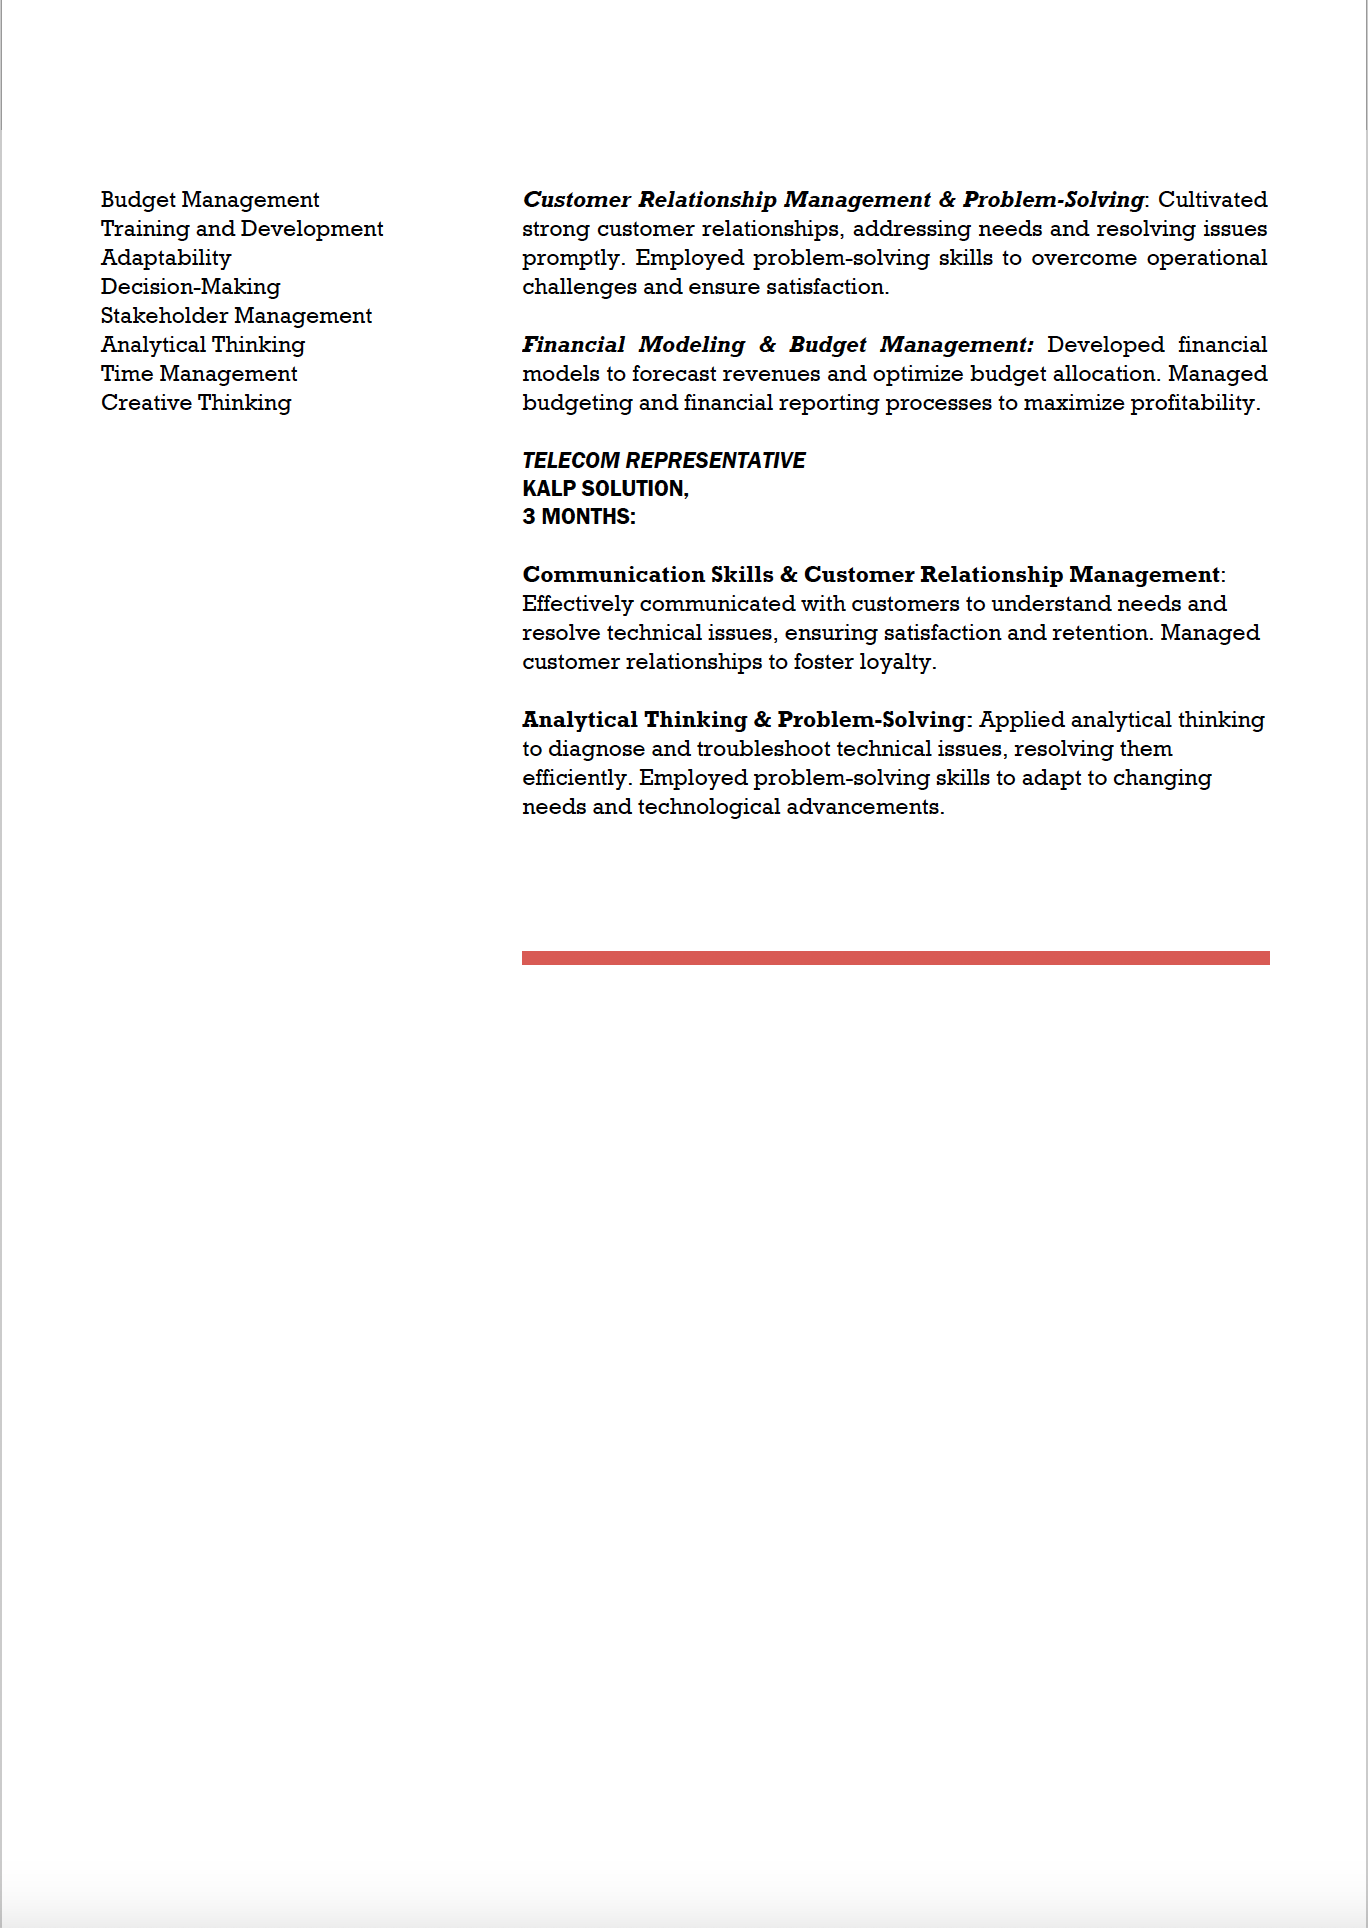 Budget Management
Training and Development
Adaptability
Decision-Making
Stakeholder Management
Analytical Thinking
Time Management
Creative Thinking
Customer Relationship Management & Problem-Solving: Cultivated
strong customer relationships, addressing needs and resolving issues
promptly. Employed problem-solving skills to overcome operational
challenges and ensure satisfaction.
Financial Modeling & Budget Management: Developed financial
models to forecast revenues and optimize budget allocation. Managed
budgeting and financial reporting processes to maximize profitability.
TELECOM REPRESENTATIVE
KALP SOLUTION,
3 MONTHS:
Communication Skills & Customer Relationship Management:
Effectively communicated with customers to understand needs and
resolve technical issues, ensuring satisfaction and retention. Managed
customer relationships to foster loyalty.
Analytical Thinking & Problem-Solving: Applied analytical thinking
to diagnose and troubleshoot technical issues, resolving them
efficiently. Employed problem-solving skills to adapt to changing
needs and technological advancements.